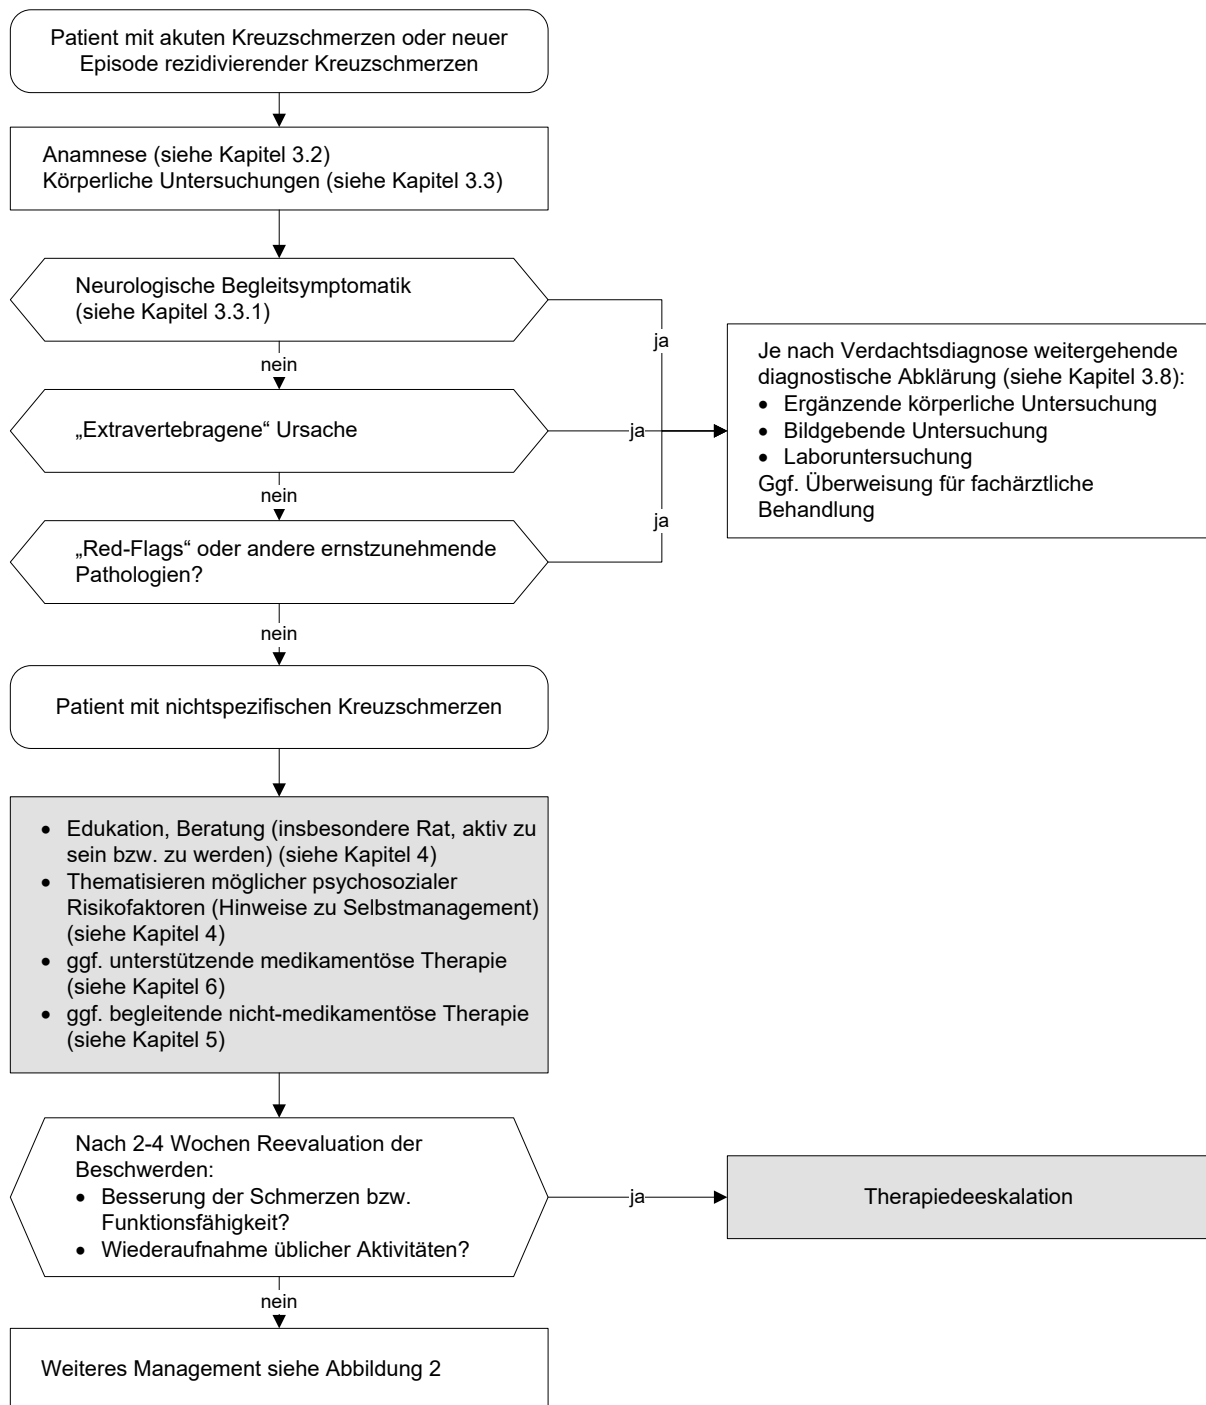 Patient mit akuten Kreuzschmerzen oder neuer
Episode rezidivierender Kreuzschmerzen
Anamnese (siehe Kapitel 3.2)
Körperliche Untersuchungen (siehe Kapitel 3.3)
Neurologische Begleitsymptomatik
(siehe Kapitel 3.3.1)
ja
nein
„Extravertebragene“ Ursache
ja
nein
„Red-Flags“ oder andere ernstzunehmende
Pathologien?
ja
nein
Je nach Verdachtsdiagnose weitergehende
diagnostische Abklärung (siehe Kapitel 3.8):
• Ergänzende körperliche Untersuchung
• Bildgebende Untersuchung
• Laboruntersuchung
Ggf. Überweisung für fachärztliche
Behandlung
Patient mit nichtspezifischen Kreuzschmerzen
• Edukation, Beratung (insbesondere Rat, aktiv zu
sein bzw. zu werden) (siehe Kapitel 4)
• Thematisieren möglicher psychosozialer
Risikofaktoren (Hinweise zu Selbstmanagement)
(siehe Kapitel 4)
• ggf. unterstützende medikamentöse Therapie
(siehe Kapitel 6)
• ggf. begleitende nicht-medikamentöse Therapie
(siehe Kapitel 5)
Nach 2-4 Wochen Reevaluation der
Beschwerden:
• Besserung der Schmerzen bzw.
Funktionsfähigkeit?
• Wiederaufnahme üblicher Aktivitäten?
ja
Therapiedeeskalation
nein
Weiteres Management siehe Abbildung 2